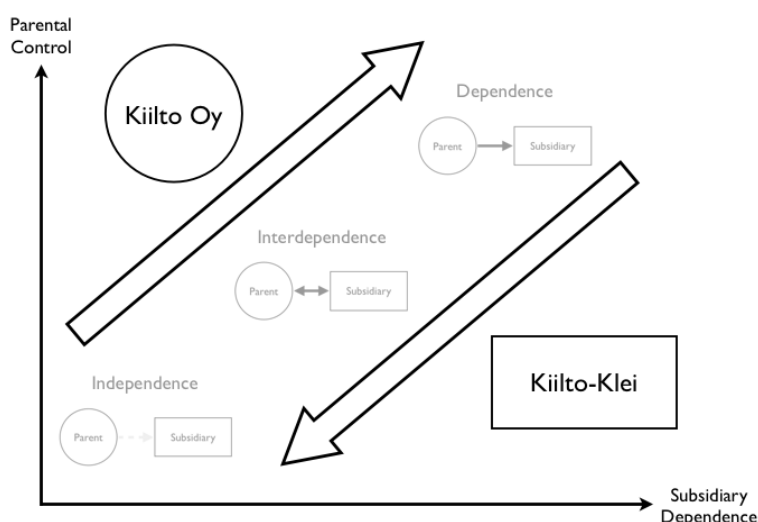 Parental
Control
Kiilto Oy
Dependence
Parent
Subsidiary
Interdependence
Parent
Subsidiary
Independence
Parent
Subsidiary
Kiilto-Klei
Subsidiary
Dependence